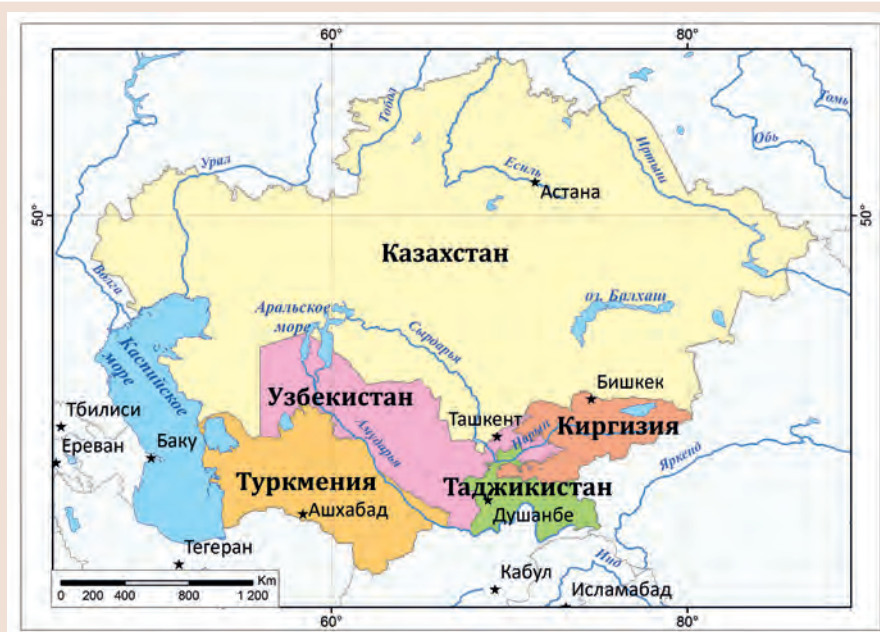 60°
80°
Тобол
Томь
Обь
Иртыш
Урал
Есиль
Астана
50°
50°
Казахстан
Волга
Аральское
море
оз. Балхаш
Сырдарья
Каспийское
море
Бишкек
Узбекистан
Ташкент
Нарын
Киргизия
Тбилиси
Ереван
Баку
Амударья
Яркенд
Туркмения
Таджикистан
Ашхабад
Душанбе
Тегеран
Кабул
Инд
Исламабад
Km
0 200 400 800 1 200
60°
80°